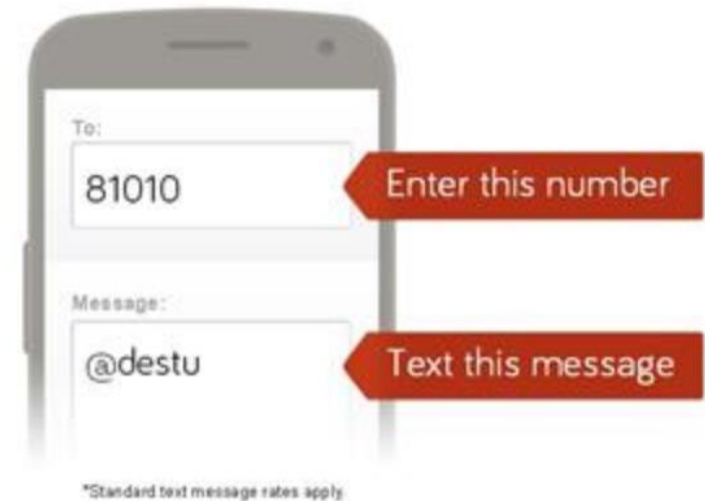 To:
81010
Enter this number
Message:
@destu
Text this message
*Standard text message rates apply.